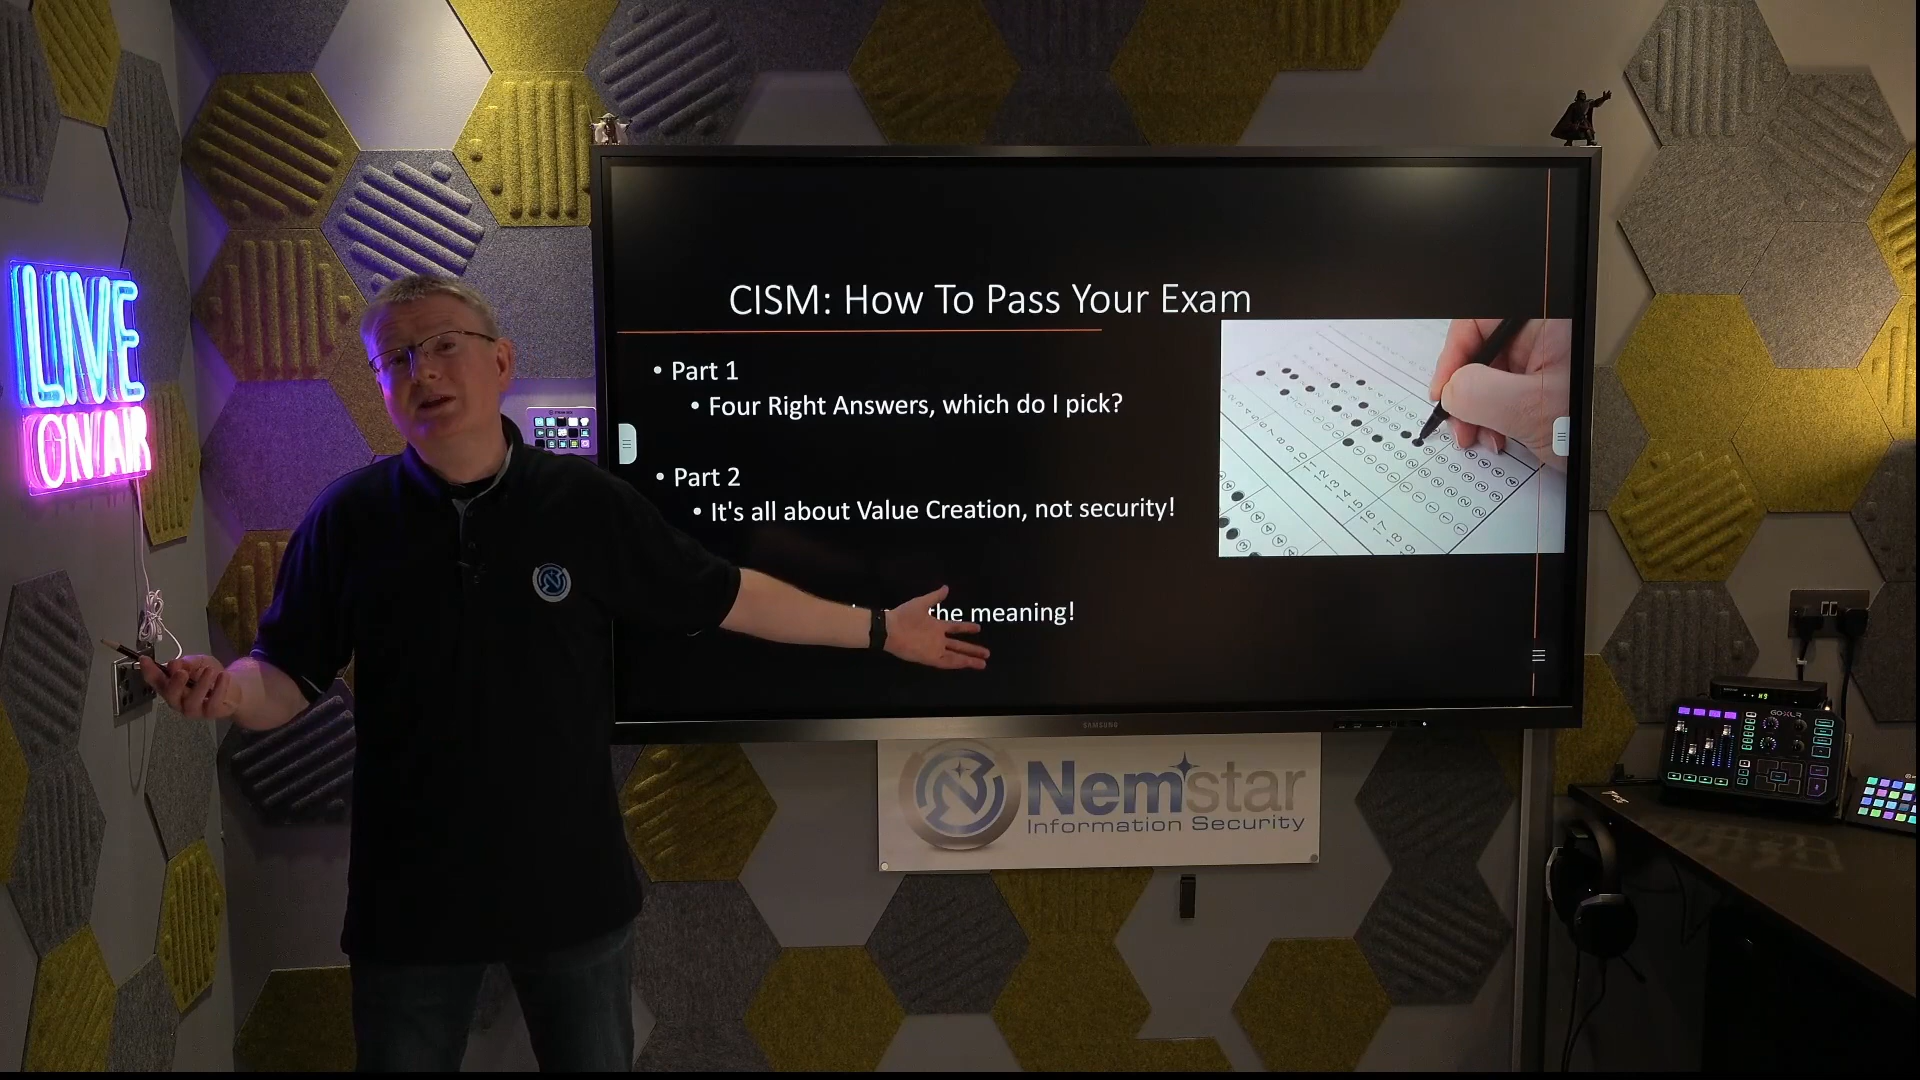 LIVE
ON AIR
CISM: How To Pass Your Exam
• Part 1
• Four Right Answers, which do I pick?
• Part 2
• It's all about Value Creation, not security!
the meaning!
SAMSUNG
Nemstar
Information Security
GOXLR